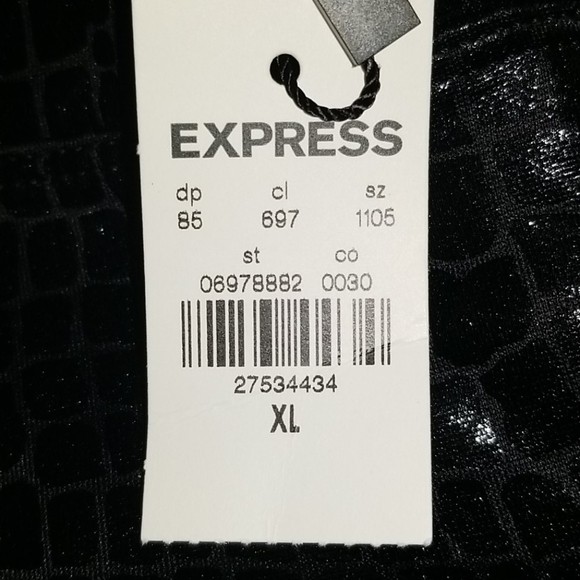 EXPRESS
dp cl sz
85 697 1105
st co
06978882 0030
27534434
XL